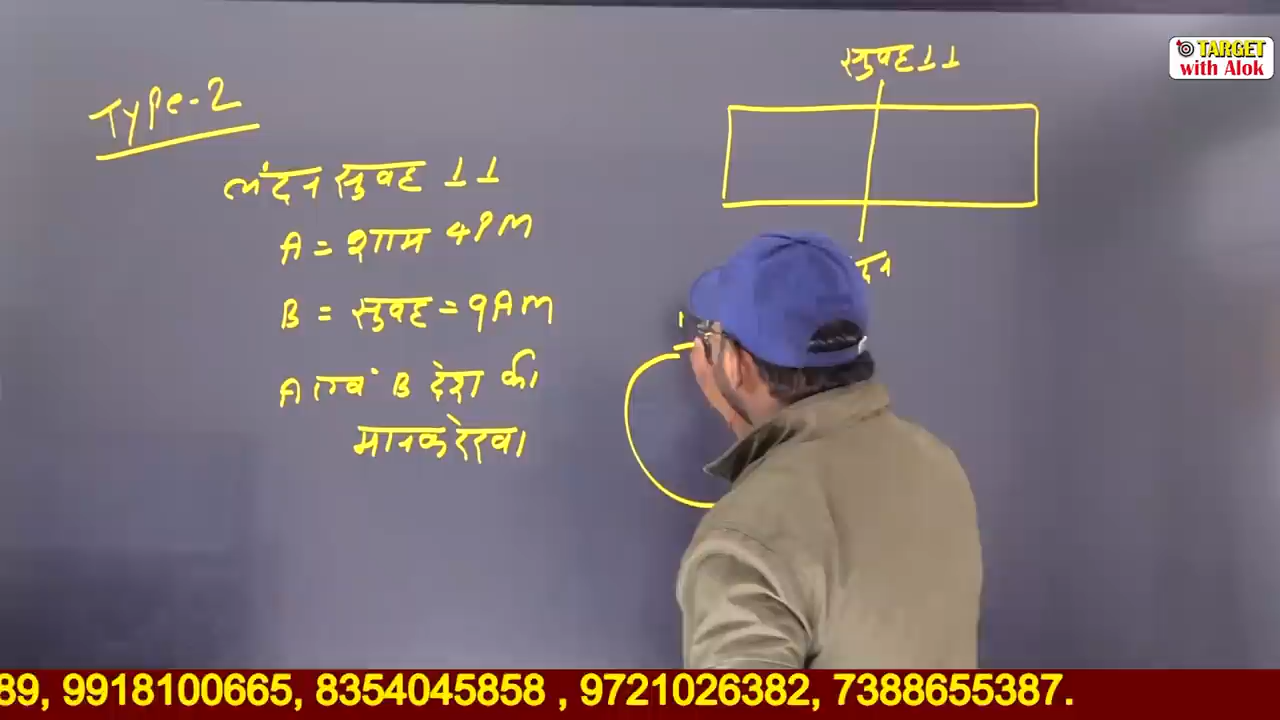 Type-2
लंदन सुबह 11
A = शाम 4PM
B = सुबह = 9AM
A एवं B देश की
मानक रेखा
सुबह 11
TARGET
with Alok
89, 9918100665, 8354045858 , 9721026382, 7388655387.